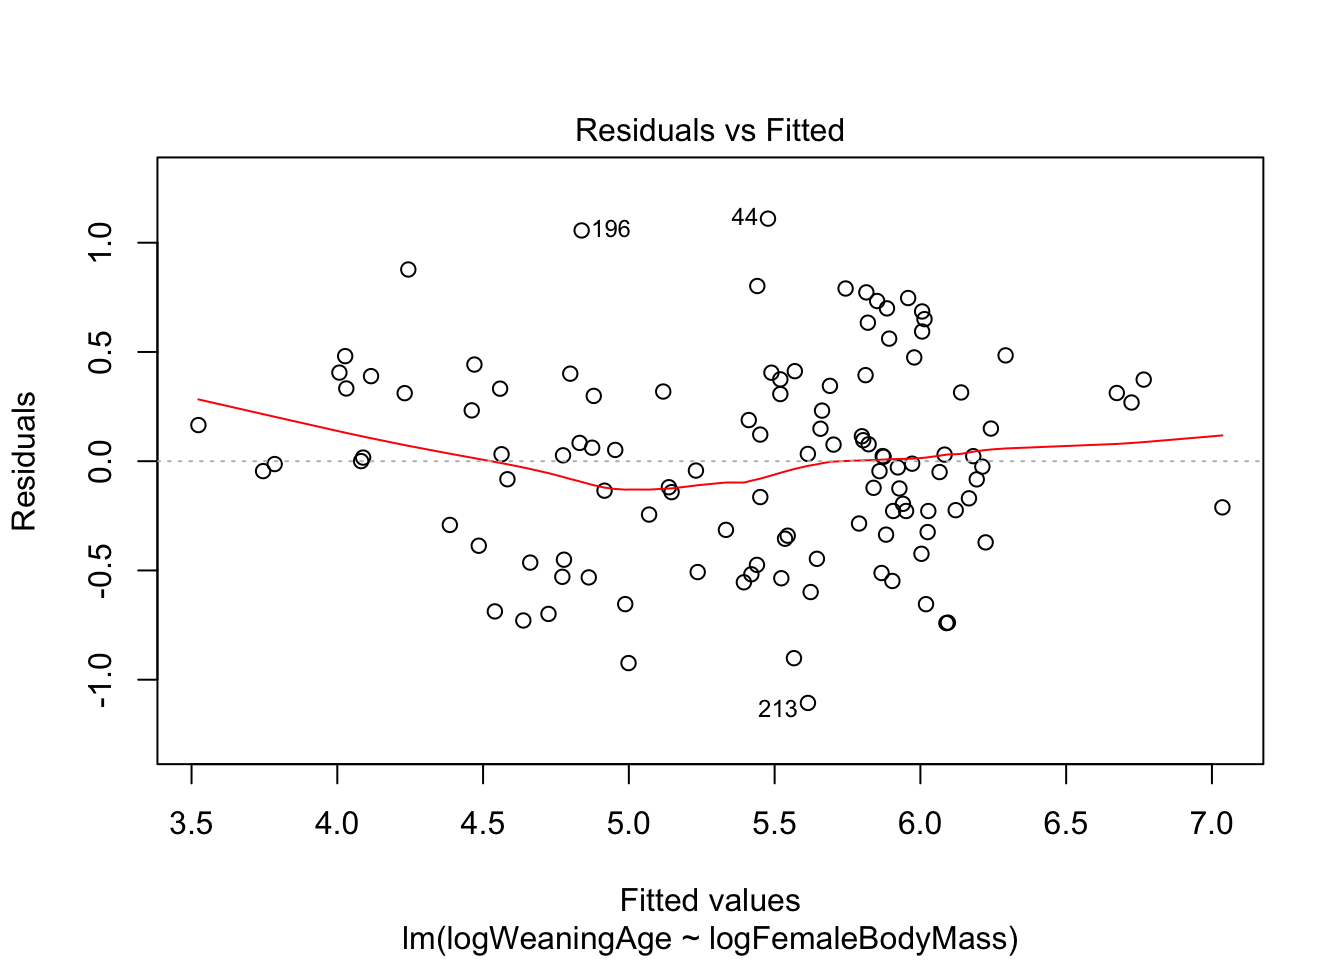 Residuals vs Fitted
Residuals
1.0
0.5
0.0
-0.5
-1.0
196
44
213
3.5 4.0 4.5 5.0 5.5 6.0 6.5 7.0
Fitted values
lm(logWeaningAge ~ logFemaleBodyMass)